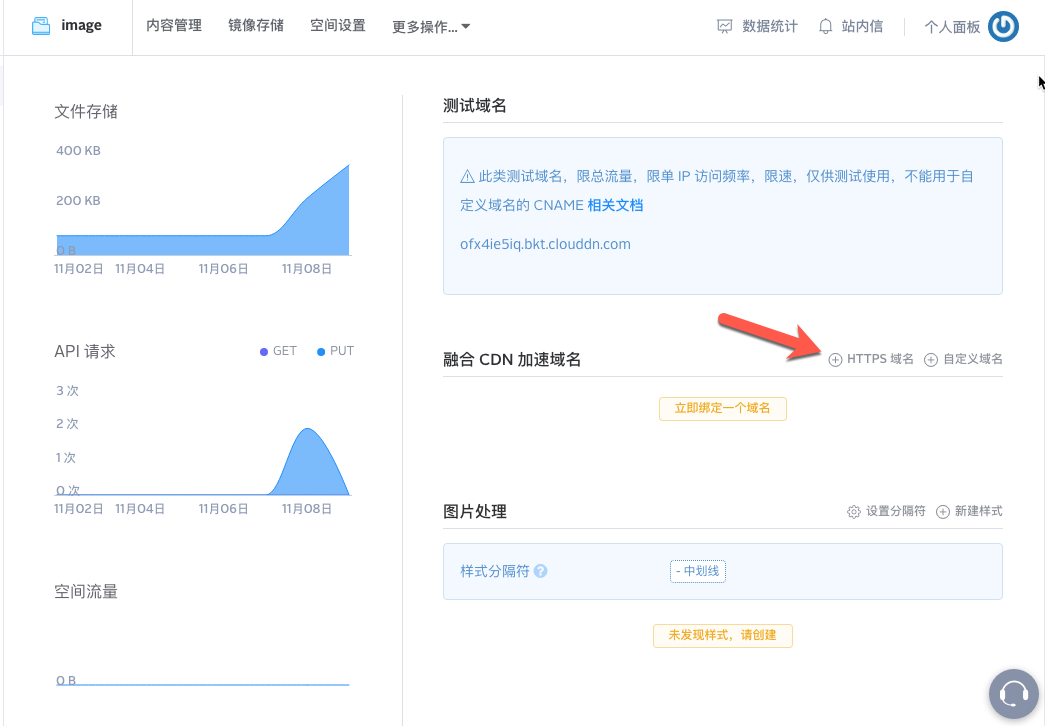 image 内容管理 镜像存储 空间设置 更多操作... 数据统计 站内信 个人面板
文件存储
400 KB
200 KB
0 B
11月02日 11月04日 11月06日 11月08日
API 请求 GET PUT
3 次
2 次
1 次
0 次
11月02日 11月04日 11月06日 11月08日
空间流量
0 B
测试域名
此类测试域名，限总流量，限单 IP 访问频率，限速，仅供测试使用，不能用于自
定义域名的 CNAME 相关文档
ofx4ie5iq.bkt.clouddn.com
融合 CDN 加速域名 HTTPS 域名 自定义域名
立即绑定一个域名
图片处理 设置分隔符 新建样式
样式分隔符 ? - 中划线
未发现样式，请创建